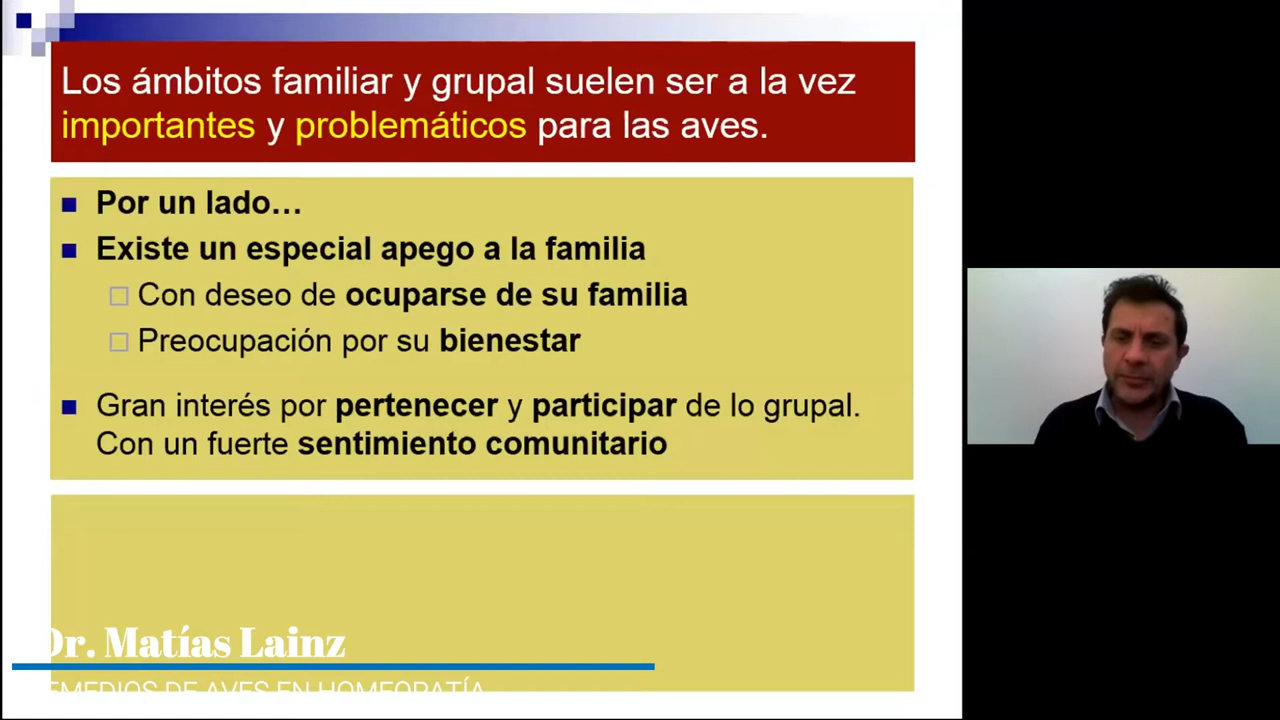 Los ámbitos familiar y grupal suelen ser a la vez
importantes y problemáticos para las aves.
Por un lado…
Existe un especial apego a la familia
Con deseo de ocuparse de su familia
Preocupación por su bienestar
Gran interés por pertenecer y participar de lo grupal.
Con un fuerte sentimiento comunitario
Dr. Matías Lainz
EMEDIOS DE AVES EN HOMEOPATÍA